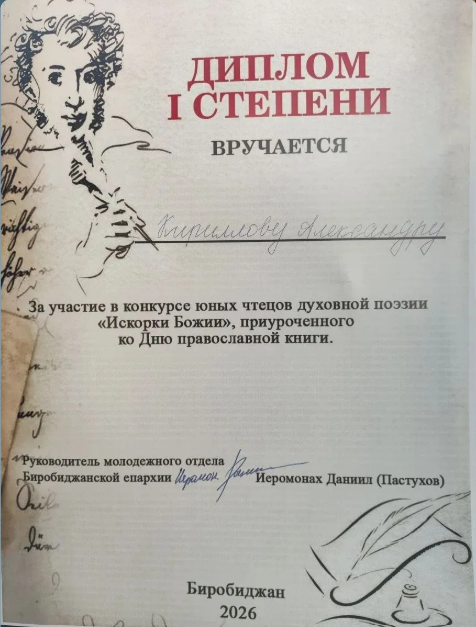 ДИПЛОМ
I СТЕПЕНИ
ВРУЧАЕТСЯ
Кириллову Александру
За участие в конкурсе юных чтецов духовной поэзии
«Искорки Божии», приуроченного
ко Дню православной книги.
Руководитель молодежного отдела
Биробиджанской епархии Иеромонах Даниил (Пастухов)
Биробиджан
2026